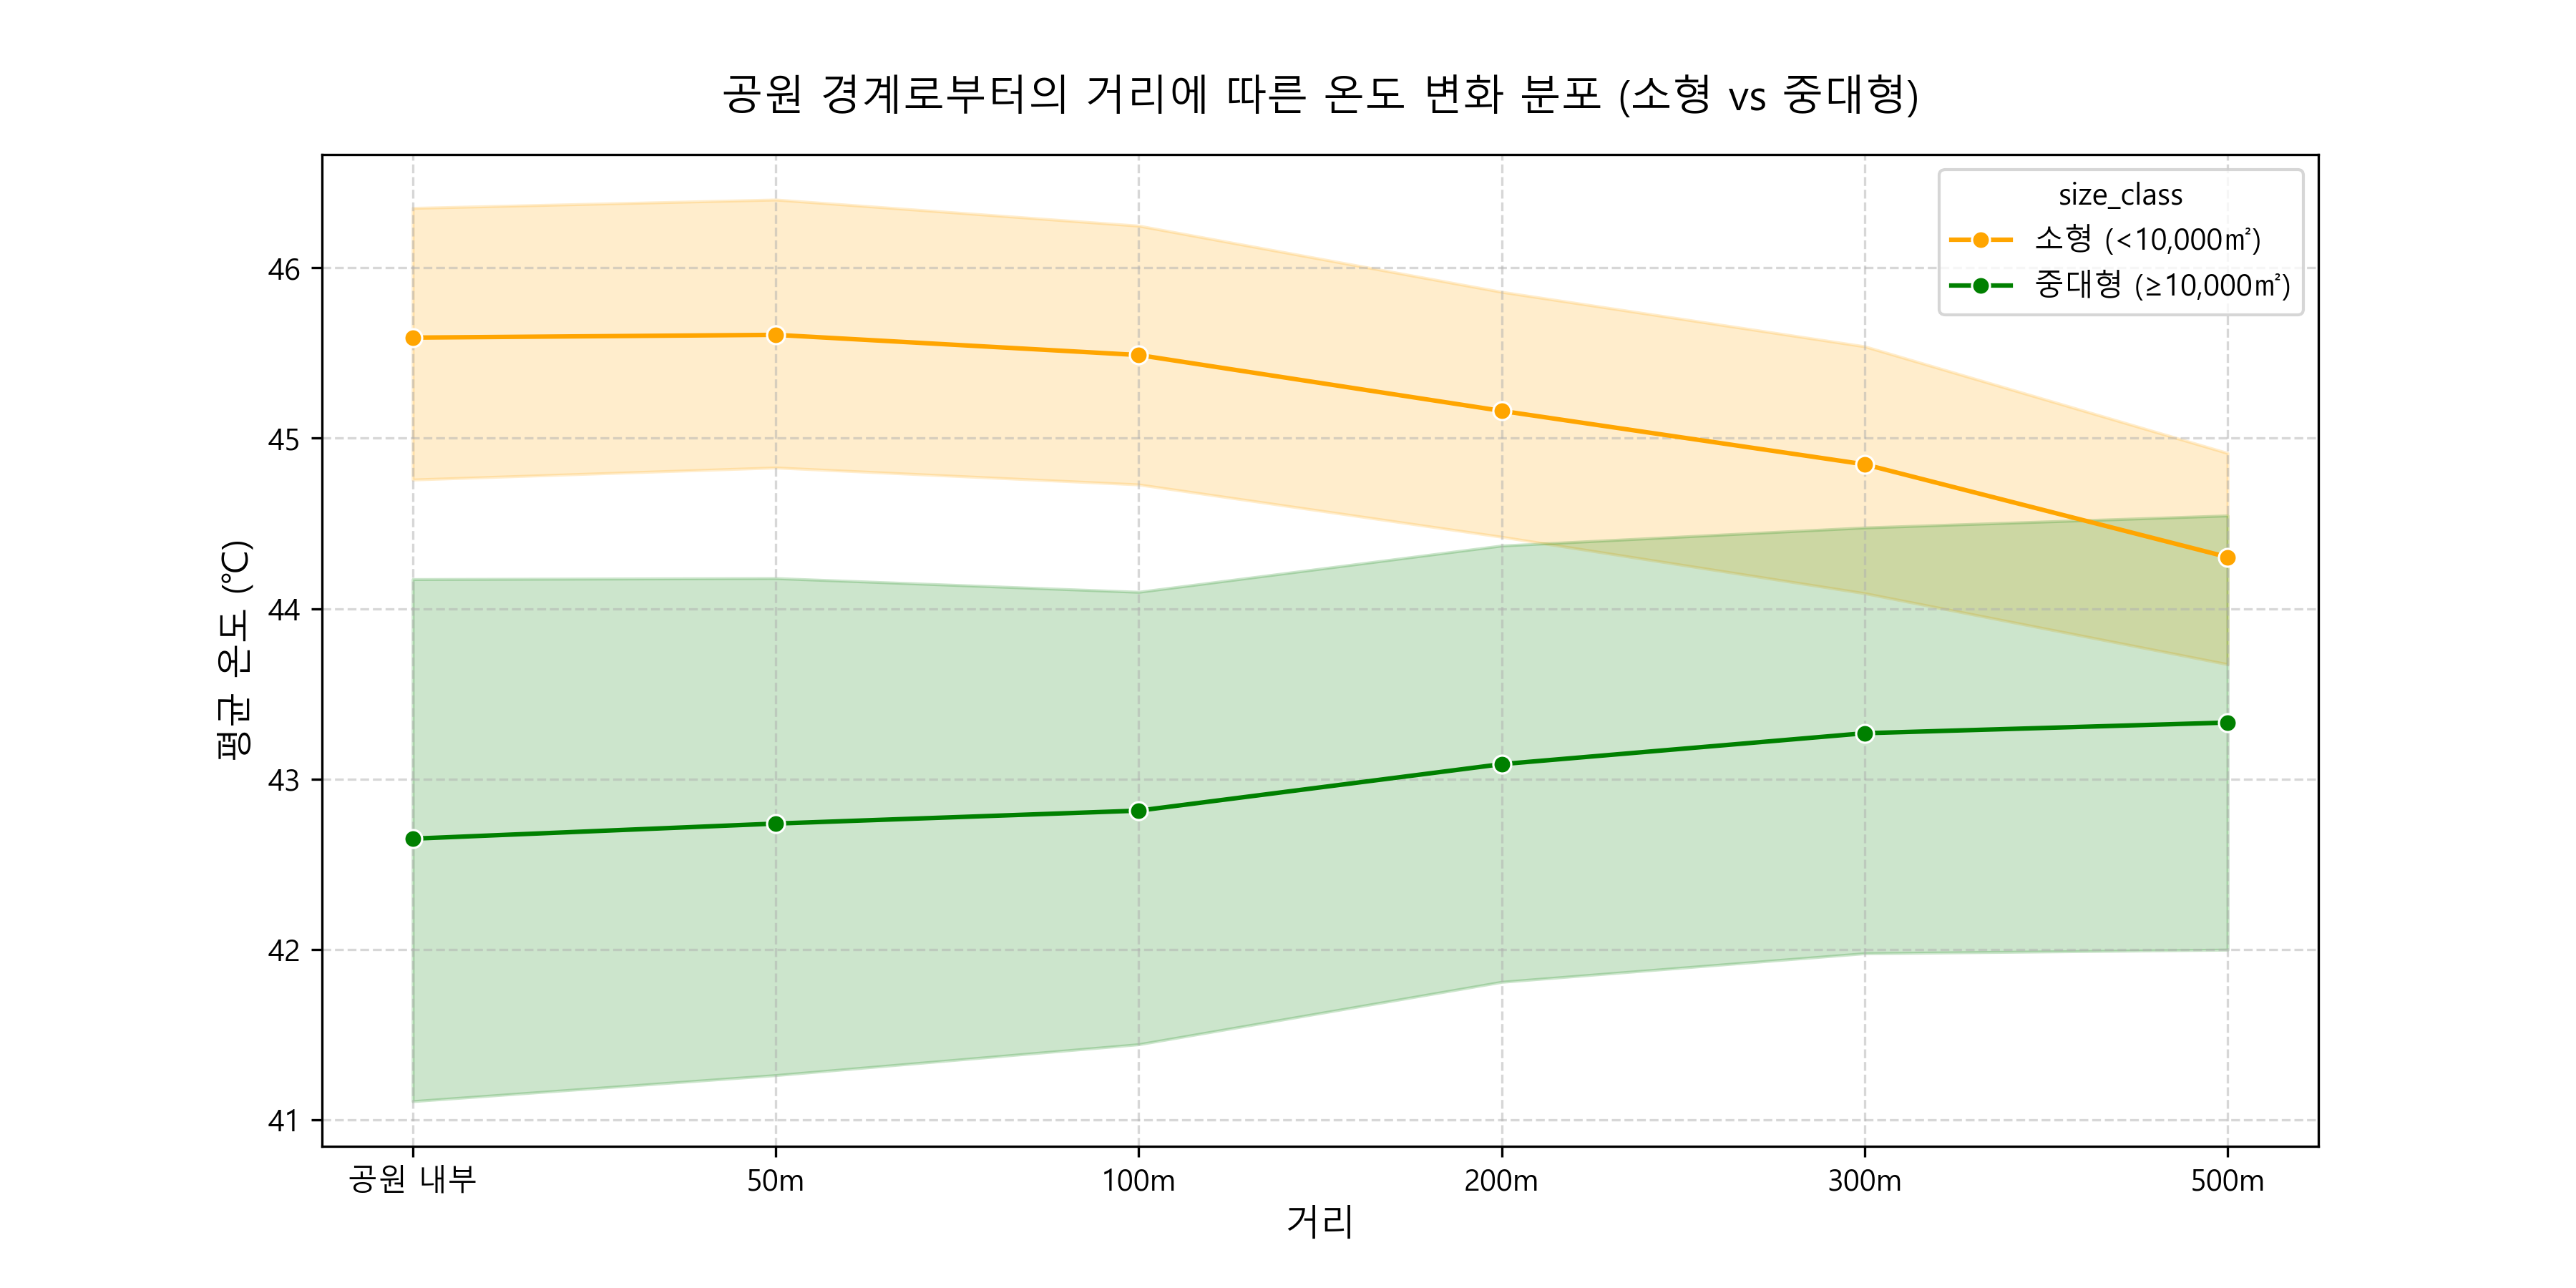 공원 경계로부터의 거리에 따른 온도 변화 분포 (소형 vs 중대형)
size_class
소형 (<10,000㎡)
중대형 (≥10,000㎡)
평균 온도 (℃)
46
45
44
43
42
41
공원 내부
50m
100m
200m
300m
500m
거리